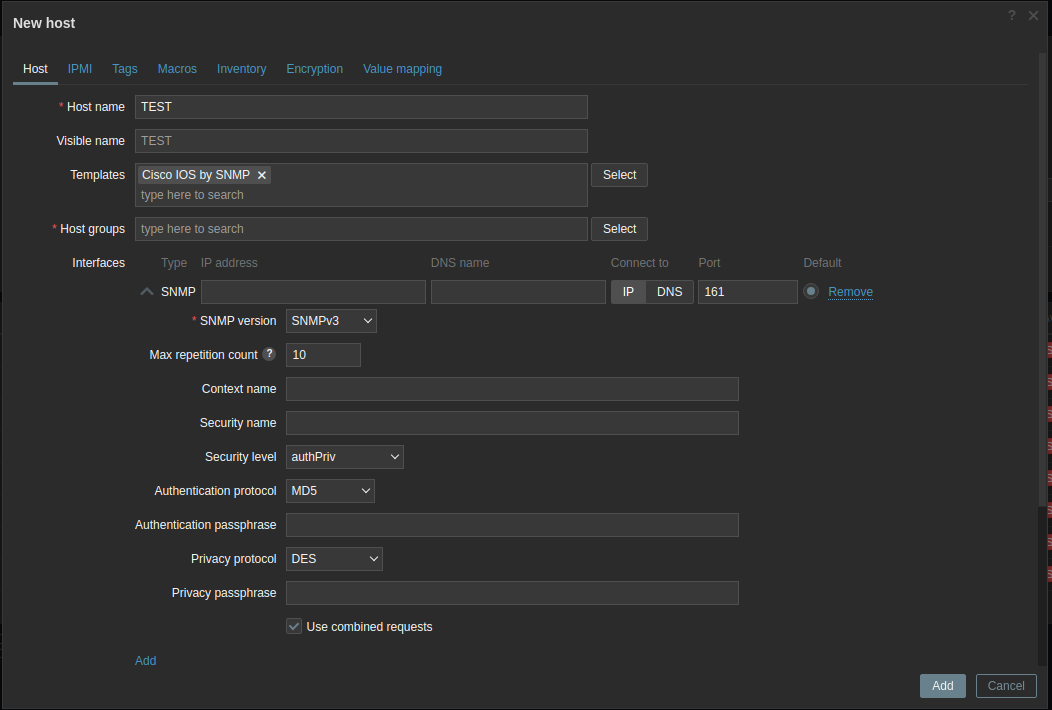 New host
?
Host IPMI Tags Macros Inventory Encryption Value mapping
* Host name TEST
Visible name TEST
Templates Cisco IOS by SNMP Select
type here to search
* Host groups type here to search Select
Interfaces Type IP address DNS name Connect to Port Default
SNMP IP DNS 161 Remove
* SNMP version SNMPv3
Max repetition count ? 10
Context name
Security name
Security level authPriv
Authentication protocol MD5
Authentication passphrase
Privacy protocol DES
Privacy passphrase
Use combined requests
Add
Add Cancel